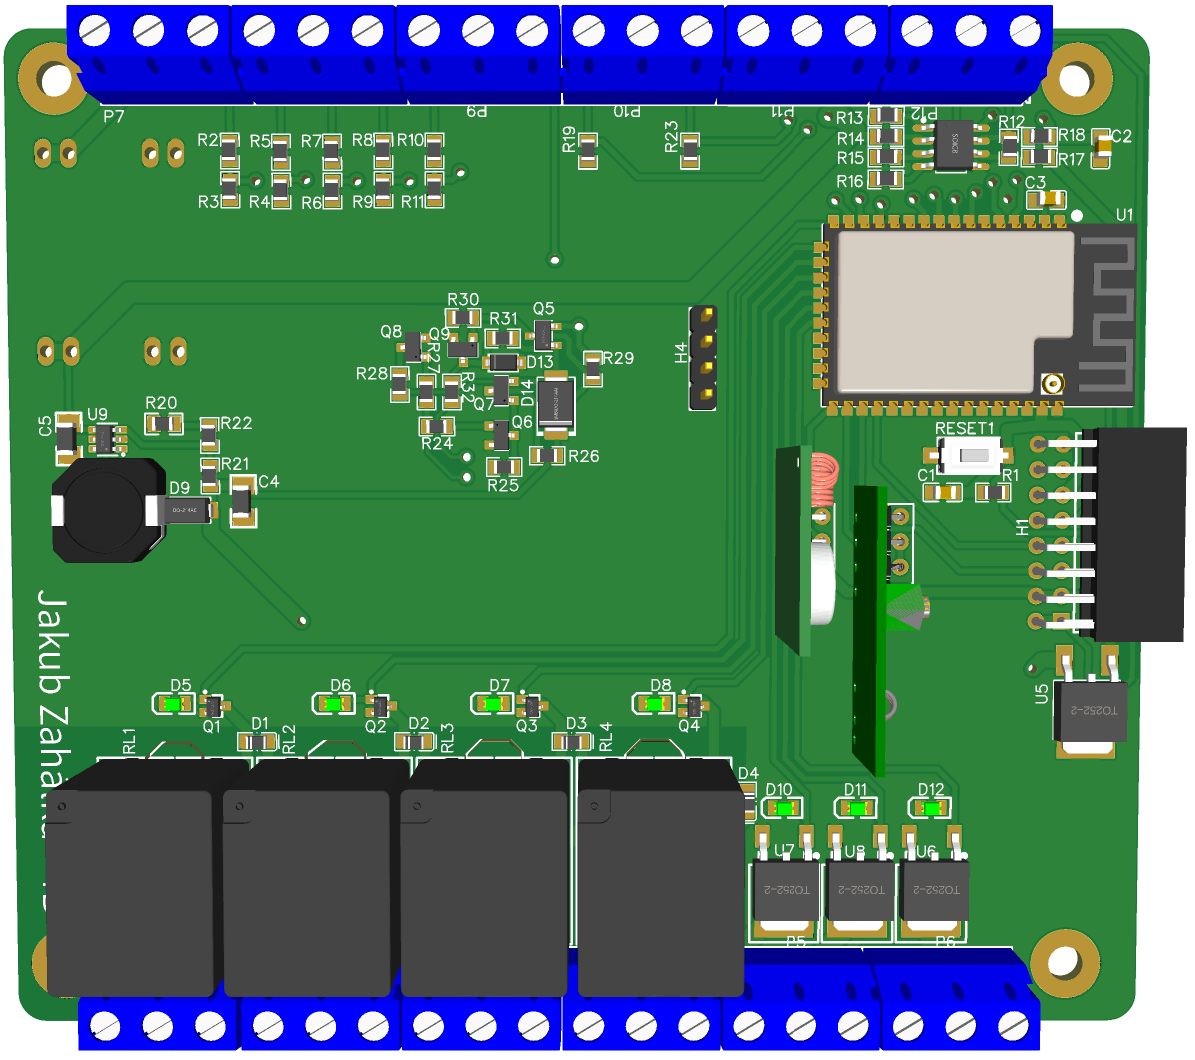 P7
P9
P10
P11
P12
R2
R5
R7
R8
R10
R19
R23
R13
R14
R15
R16
SOIC8
R12
R18
R17
C2
R3
R4
R6
R9
R11
C3
U1
R30
R31
Q5
Q8
Q9
H4
R27
D13
R29
R28
R32
Q7
D14
Q6
R24
R26
R25
C5
U9
R20
R22
R21
D9
C4
RESET1
C1
R1
H1
U5
TO252-2
Jakub Zaha
D5
D6
D7
D8
Q1
Q2
Q3
Q4
D1
D2
D3
D4
RL1
RL2
RL3
RL4
D10
D11
D12
U7
U8
U6
TO252-2
TO252-2
TO252-2
P5
P6